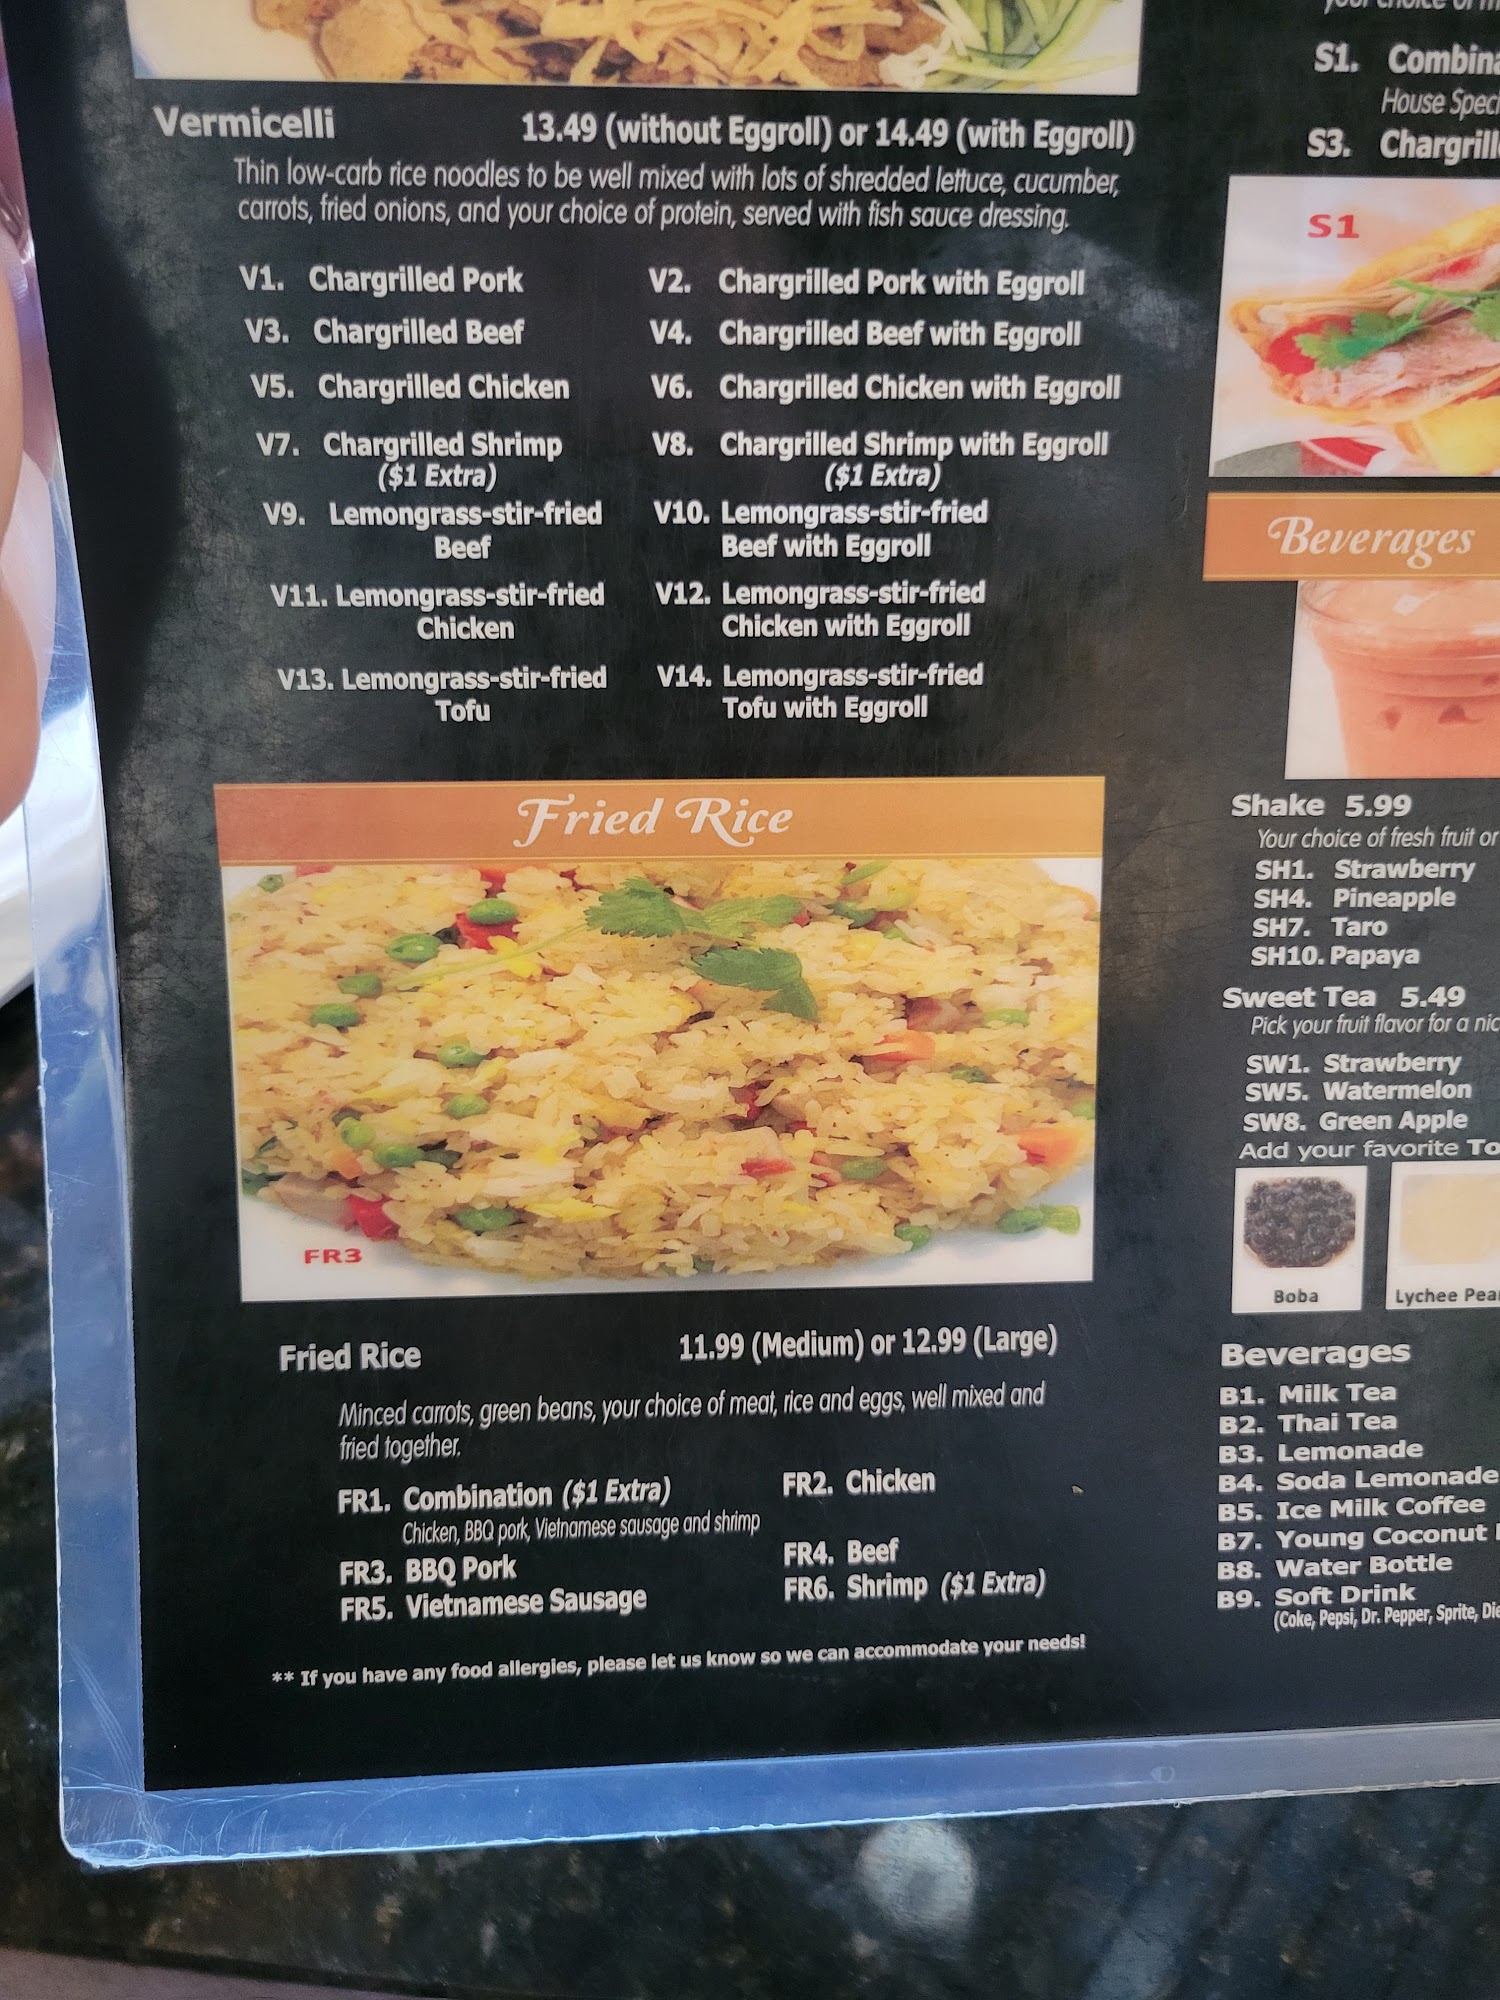 Vermicelli 13.49 (without Eggroll) or 14.49 (with Eggroll)
Thin low-carb rice noodles to be well mixed with lots of shredded lettuce, cucumber,
carrots, fried onions, and your choice of protein, served with fish sauce dressing.
V1. Chargrilled Pork
V2. Chargrilled Pork with Eggroll
V3. Chargrilled Beef
V4. Chargrilled Beef with Eggroll
V5. Chargrilled Chicken
V6. Chargrilled Chicken with Eggroll
V7. Chargrilled Shrimp
($1 Extra)
V8. Chargrilled Shrimp with Eggroll
($1 Extra)
V9. Lemongrass-stir-fried
Beef
V10. Lemongrass-stir-fried
Beef with Eggroll
V11. Lemongrass-stir-fried
Chicken
V12. Lemongrass-stir-fried
Chicken with Eggroll
V13. Lemongrass-stir-fried
Tofu
V14. Lemongrass-stir-fried
Tofu with Eggroll
Fried Rice
FR3
Fried Rice 11.99 (Medium) or 12.99 (Large)
Minced carrots, green beans, your choice of meat, rice and eggs, well mixed and
fried together.
FR1. Combination ($1 Extra)
Chicken, BBQ pork, Vietnamese sausage and shrimp
FR2. Chicken
FR3. BBQ Pork
FR4. Beef
FR5. Vietnamese Sausage
FR6. Shrimp ($1 Extra)
** If you have any food allergies, please let us know so we can accommodate your needs!
your choice of
S1.
House
S3.
S1
Beverages
Shake 5.99
Your choice of fresh fruit or
SH1. Strawberry
SH4. Pineapple
SH7. Taro
SH10. Papaya
Sweet Tea 5.49
Pick your fruit flavor for a
SW1. Strawberry
SW5. Watermelon
SW8. Green Apple
Add your favorite
Boba
Lychee
Beverages
B1. Milk Tea
B2. Thai Tea
B3. Lemonade
B4. Soda Lemonade
B5. Ice Milk Coffee
B7. Young Coconut
B8. Water Bottle
B9. Soft Drink
(Coke, Pepsi, Dr. Pepper, Sprite,